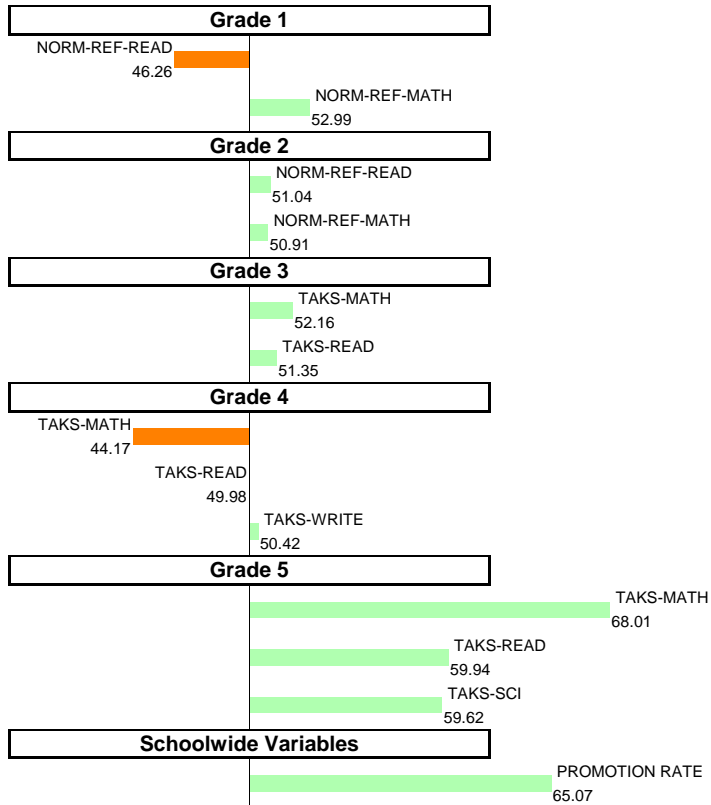 Grade 1
NORM-REF-READ
46.26
NORM-REF-MATH
52.99
Grade 2
NORM-REF-READ
51.04
NORM-REF-MATH
50.91
Grade 3
TAKS-MATH
52.16
TAKS-READ
51.35
Grade 4
TAKS-MATH
44.17
TAKS-READ
49.98
TAKS-WRITE
50.42
Grade 5
TAKS-MATH
68.01
TAKS-READ
59.94
TAKS-SCI
59.62
Schoolwide Variables
PROMOTION RATE
65.07